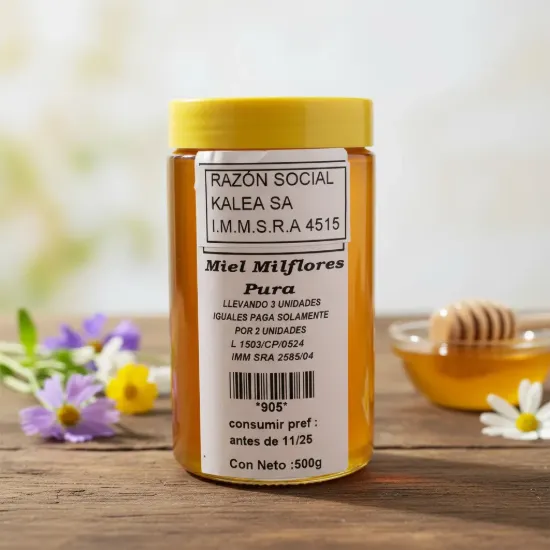 RAZÓN SOCIAL
KALEA SA
I.M.M.S.R.A 4515
Miel Milflores
Pura
LLEVANDO 3 UNIDADES
IGUALES PAGA SOLAMENTE
POR 2 UNIDADES
L 1503/CP/0524
IMM SRA 2585/04
*905*
consumir pref :
antes de 11/25
Con Neto :500g